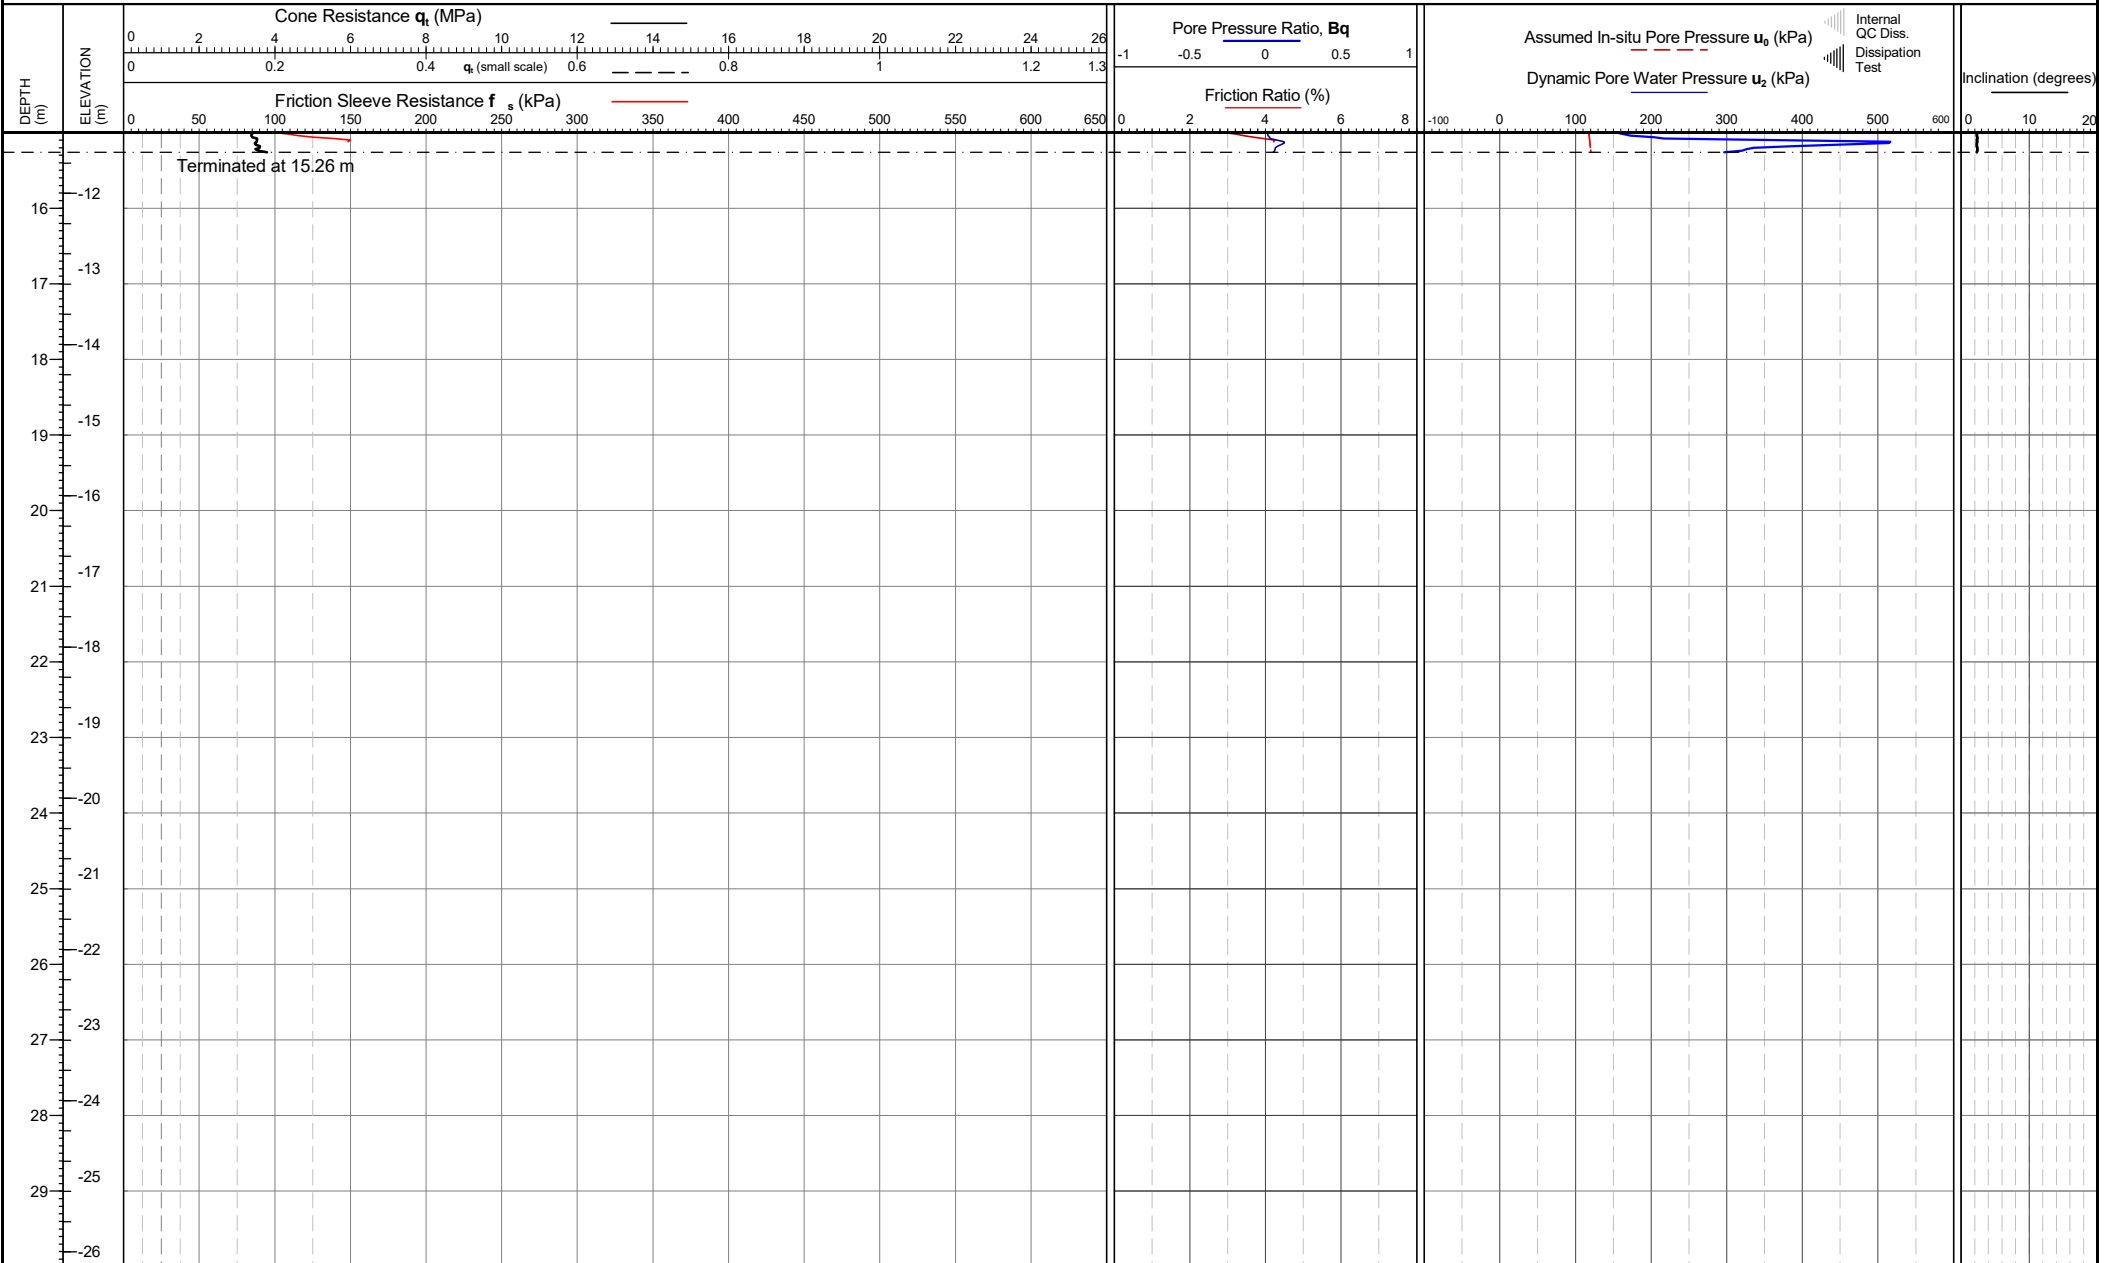 Cone Resistance qt (MPa)
0 2 4 6 8 10 12 14 16 18 20 22 24 26
0 0.2 0.4 qt (small scale) 0.6 0.8 1 1.2 1.3
Friction Sleeve Resistance f s (kPa)
0 50 100 150 200 250 300 350 400 450 500 550 600 650
DEPTH
(m)
ELEVATION
(m)
Pore Pressure Ratio, Bq
-1 -0.5 0 0.5 1
Friction Ratio (%)
0 2 4 6 8
Assumed In-situ Pore Pressure u0 (kPa)
Dynamic Pore Water Pressure u2 (kPa)
-100 0 100 200 300 400 500 600
Internal
QC Diss.
Dissipation
Test
Inclination (degrees)
0 10 20
Terminated at 15.26 m
-12
16
-13
17
-14
18
-15
19
-16
20
-17
21
-18
22
-19
23
-20
24
-21
25
-22
26
-23
27
-24
28
-25
29
-26